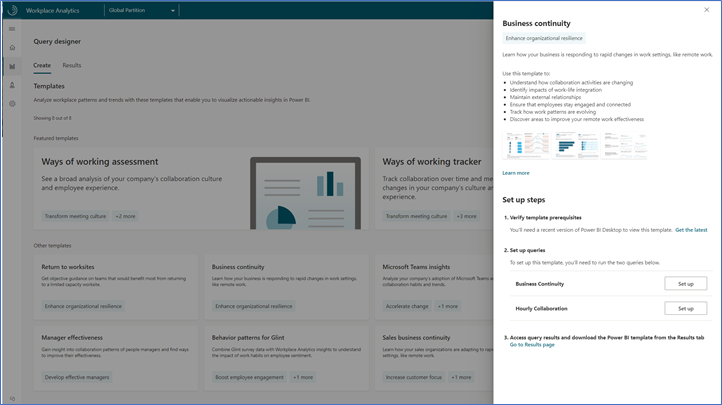 Workplace Analytics
Global Partition
Query designer
Create
Results
Templates
Analyze workplace patterns and trends with these templates that enable you to visualize actionable insights in Power BI.
Showing 8 out of 8
Featured templates
Ways of working assessment
See a broad analysis of your company's collaboration culture
and employee experience.
Transform meeting culture
+2 more
Ways of working tracker
Track collaboration over time and me
changes in your company's culture an
experience.
Transform meeting culture
+3 more
Other templates
Return to worksites
Get objective guidance on teams that would benefit most from returning
to a limited capacity worksite.
Enhance organizational resilience
Business continuity
Learn how your business is responding to rapid changes in work settings,
like remote work.
Enhance organizational resilience
Microsoft Teams insights
Analyze your company's adoption of Microsoft Teams a
collaboration habits and trends.
Accelerate change
+1 more
Manager effectiveness
Gain insight into collaboration patterns of people managers and find ways
to improve their effectiveness.
Develop effective managers
Behavior patterns for Glint
Combine Glint survey data with Workplace Analytics insights to understand
the impact of work habits on employee sentiment.
Boost employee engagement
+1 more
Sales business continuity
Learn how your sales organizations are adapting to rap
settings, like remote work.
Increase customer focus
+1 more
Business continuity
Enhance organizational resilience
Learn how your business is responding to rapid changes in work settings, like remote work.
Use this template to:
• Understand how collaboration activities are changing
• Identify impacts of work-life integration
• Maintain external relationships
• Ensure that employees stay engaged and connected
• Track how work patterns are evolving
• Discover areas to improve your remote work effectiveness
Learn more
Set up steps
1. Verify template prerequisites
You'll need a recent version of Power BI Desktop to view this template. Get the latest
2. Set up queries
To set up this template, you'll need to run the two queries below.
Business Continuity
Set up
Hourly Collaboration
Set up
3. Access query results and download the Power BI template from the Results tab
Go to Results page